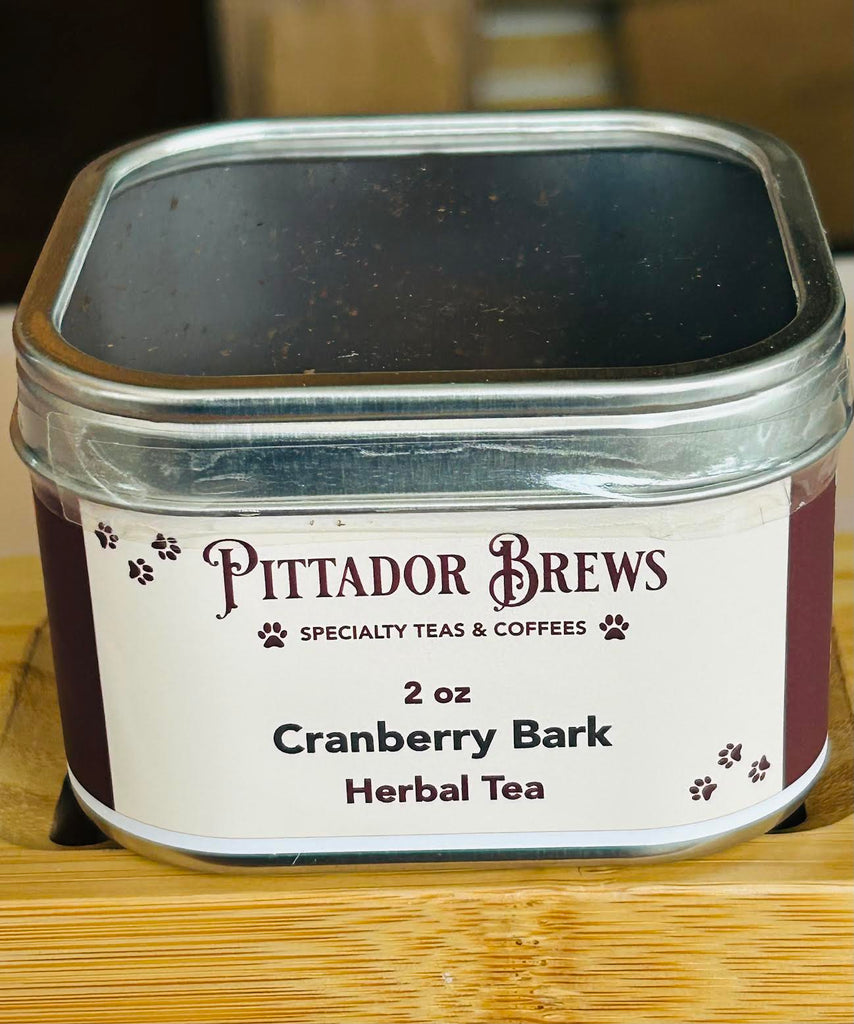 Pittador Brews
SPECIALTY TEAS & COFFEES
2 oz
Cranberry Bark
Herbal Tea